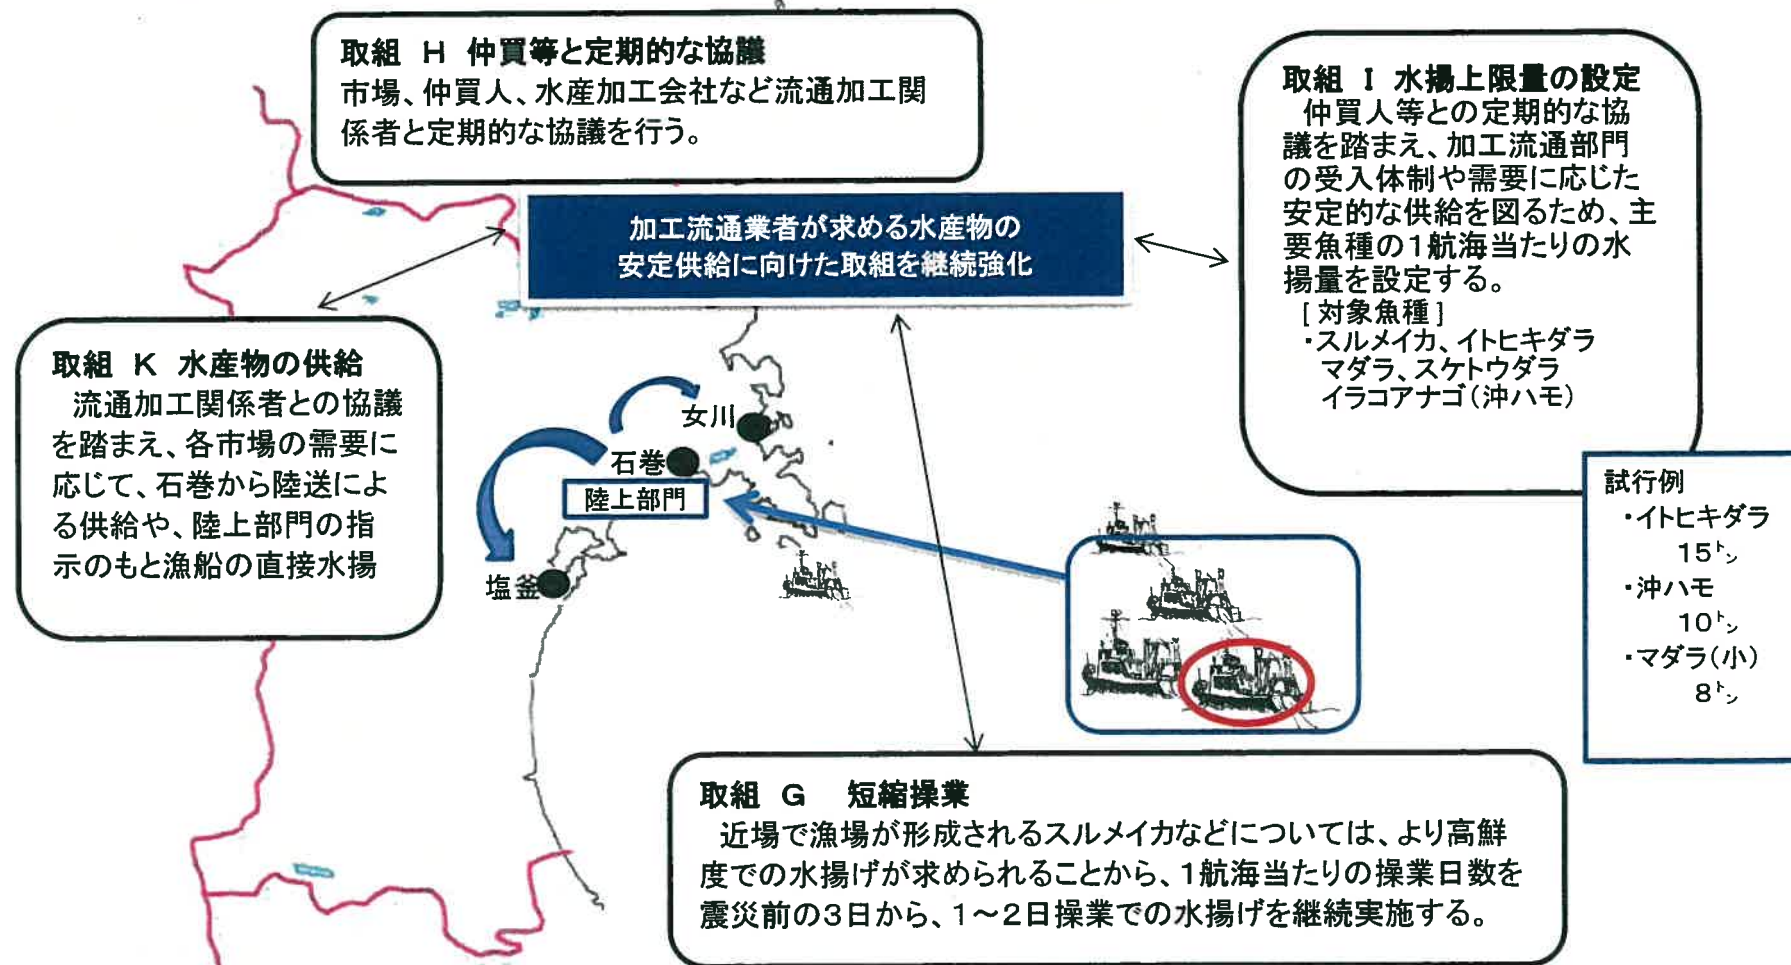 取組 H 仲買等と定期的な協議
市場、仲買人、水産加工会社など流通加工関
係者と定期的な協議を行う。
取組 I 水揚上限量の設定
仲買人等との定期的な協
議を踏まえ、加工流通部門
の受入体制や需要に応じた
安定的な供給を図るため、主
要魚種の1航海当たりの水
揚量を設定する。
[対象魚種]
・スルメイカ、イトヒキダラ
マダラ、スケトウダラ
イラコアナゴ(沖ハモ)
加工流通業者が求める水産物の
安定供給に向けた取組を継続強化
取組 K 水産物の供給
流通加工関係者との協議
を踏まえ、各市場の需要に
応じて、石巻から陸送によ
る供給や、陸上部門の指
示のもと漁船の直接水揚
女川
石巻
陸上部門
塩釜
試行例
・イトヒキダラ
15トン
・沖ハモ
10トン
・マダラ(小)
8トン
取組 G 短縮操業
近場で漁場が形成されるスルメイカなどについては、より高鮮
度での水揚げが求められることから、1航海当たりの操業日数を
震災前の3日から、1～2日操業での水揚げを継続実施する。